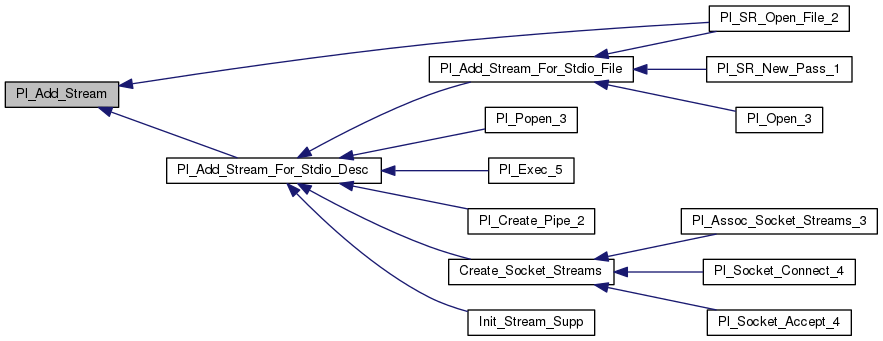 Pl_Add_Stream
Pl_SR_Open_File_2
Pl_Add_Stream_For_Stdio_File
Pl_SR_New_Pass_1
Pl_Open_3
Pl_Popen_3
Pl_Add_Stream_For_Stdio_Desc
Pl_Exec_5
Pl_Create_Pipe_2
Pl_Assoc_Socket_Streams_3
Create_Socket_Streams
Pl_Socket_Connect_4
Pl_Socket_Accept_4
Init_Stream_Supp